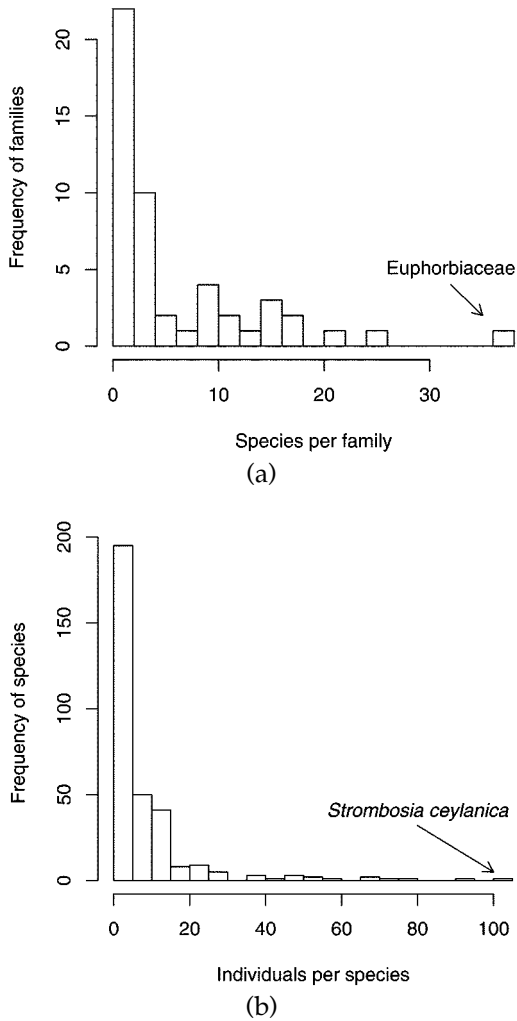 20
15
10
5
0
Frequency of families
Euphorbiaceae
0 10 20 30
Species per family
(a)
200
150
100
50
0
Frequency of species
Strombosia ceylanica
0 20 40 60 80 100
Individuals per species
(b)